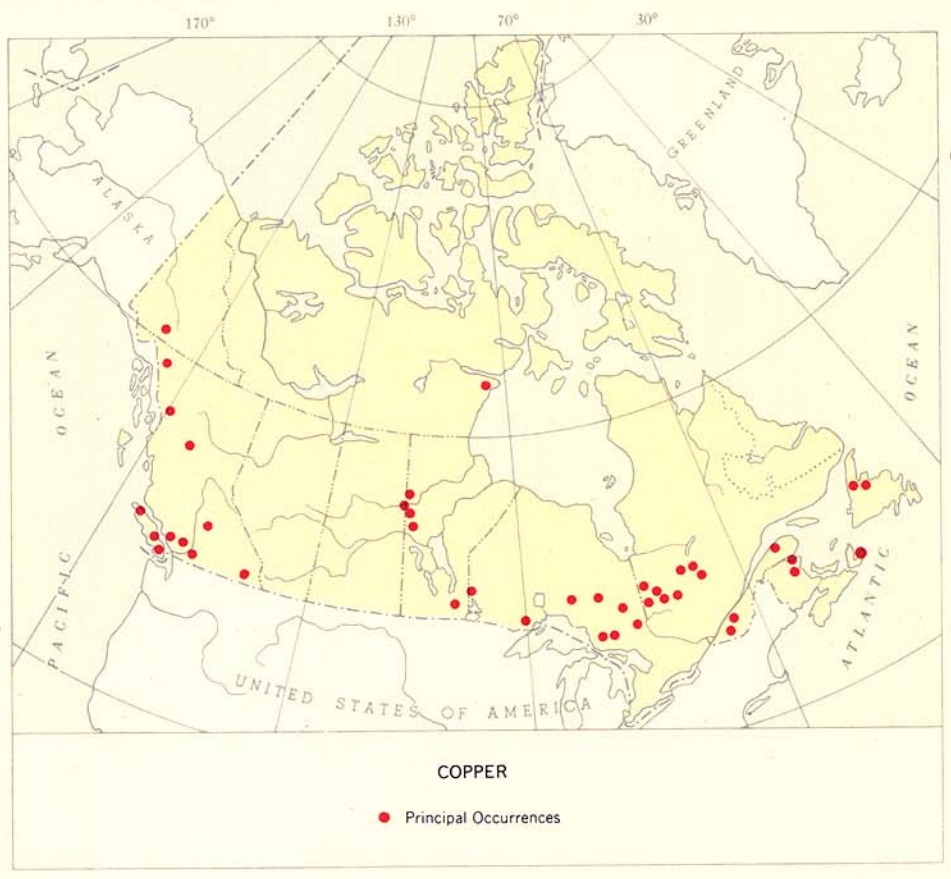 170° 130° 70° 30°
GREENLAND
ALASKA
OCEAN
OCEAN
PACIFIC
ATLANTIC
UNITED STATES OF AMERICA
COPPER
Principal Occurrences